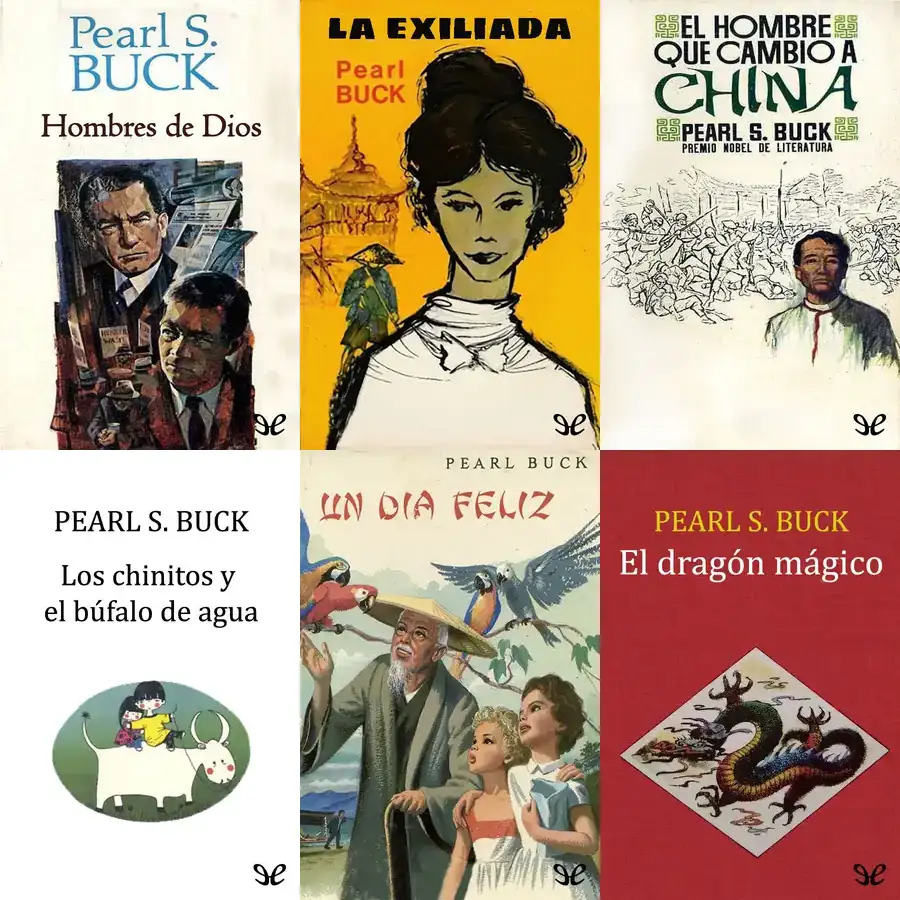 Pearl S.
BUCK
Hombres de Dios
LA EXILIADA
Pearl
BUCK
EL HOMBRE
QUE CAMBIO A
CHINA
PEARL S. BUCK
PREMIO NOBEL DE LITERATURA
PEARL S. BUCK
Los chinitos y
el búfalo de agua
PEARL BUCK
UN DIA FELIZ
PEARL S. BUCK
El dragón mágico